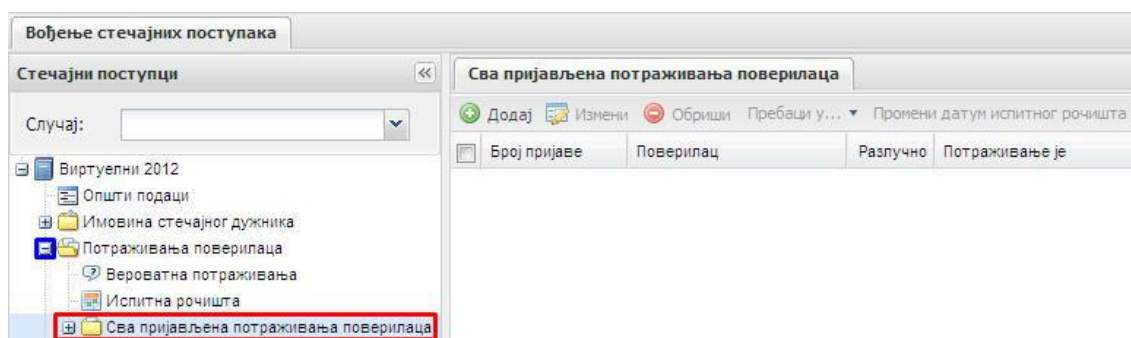 Вођење стечајних поступака
Стечајни поступци
Случај:
Виртуелни 2012
Општи подаци
Имовина стечајног дужника
Потраживања поверилаца
Вероватна потраживања
Испитна рочишта
Сва пријављена потраживања поверилаца
Сва пријављена потраживања поверилаца
Додај Измени Обриши Пребаци у... Промени датум испитног рочишта
Број пријаве Поверилац Разлучно Потраживање је